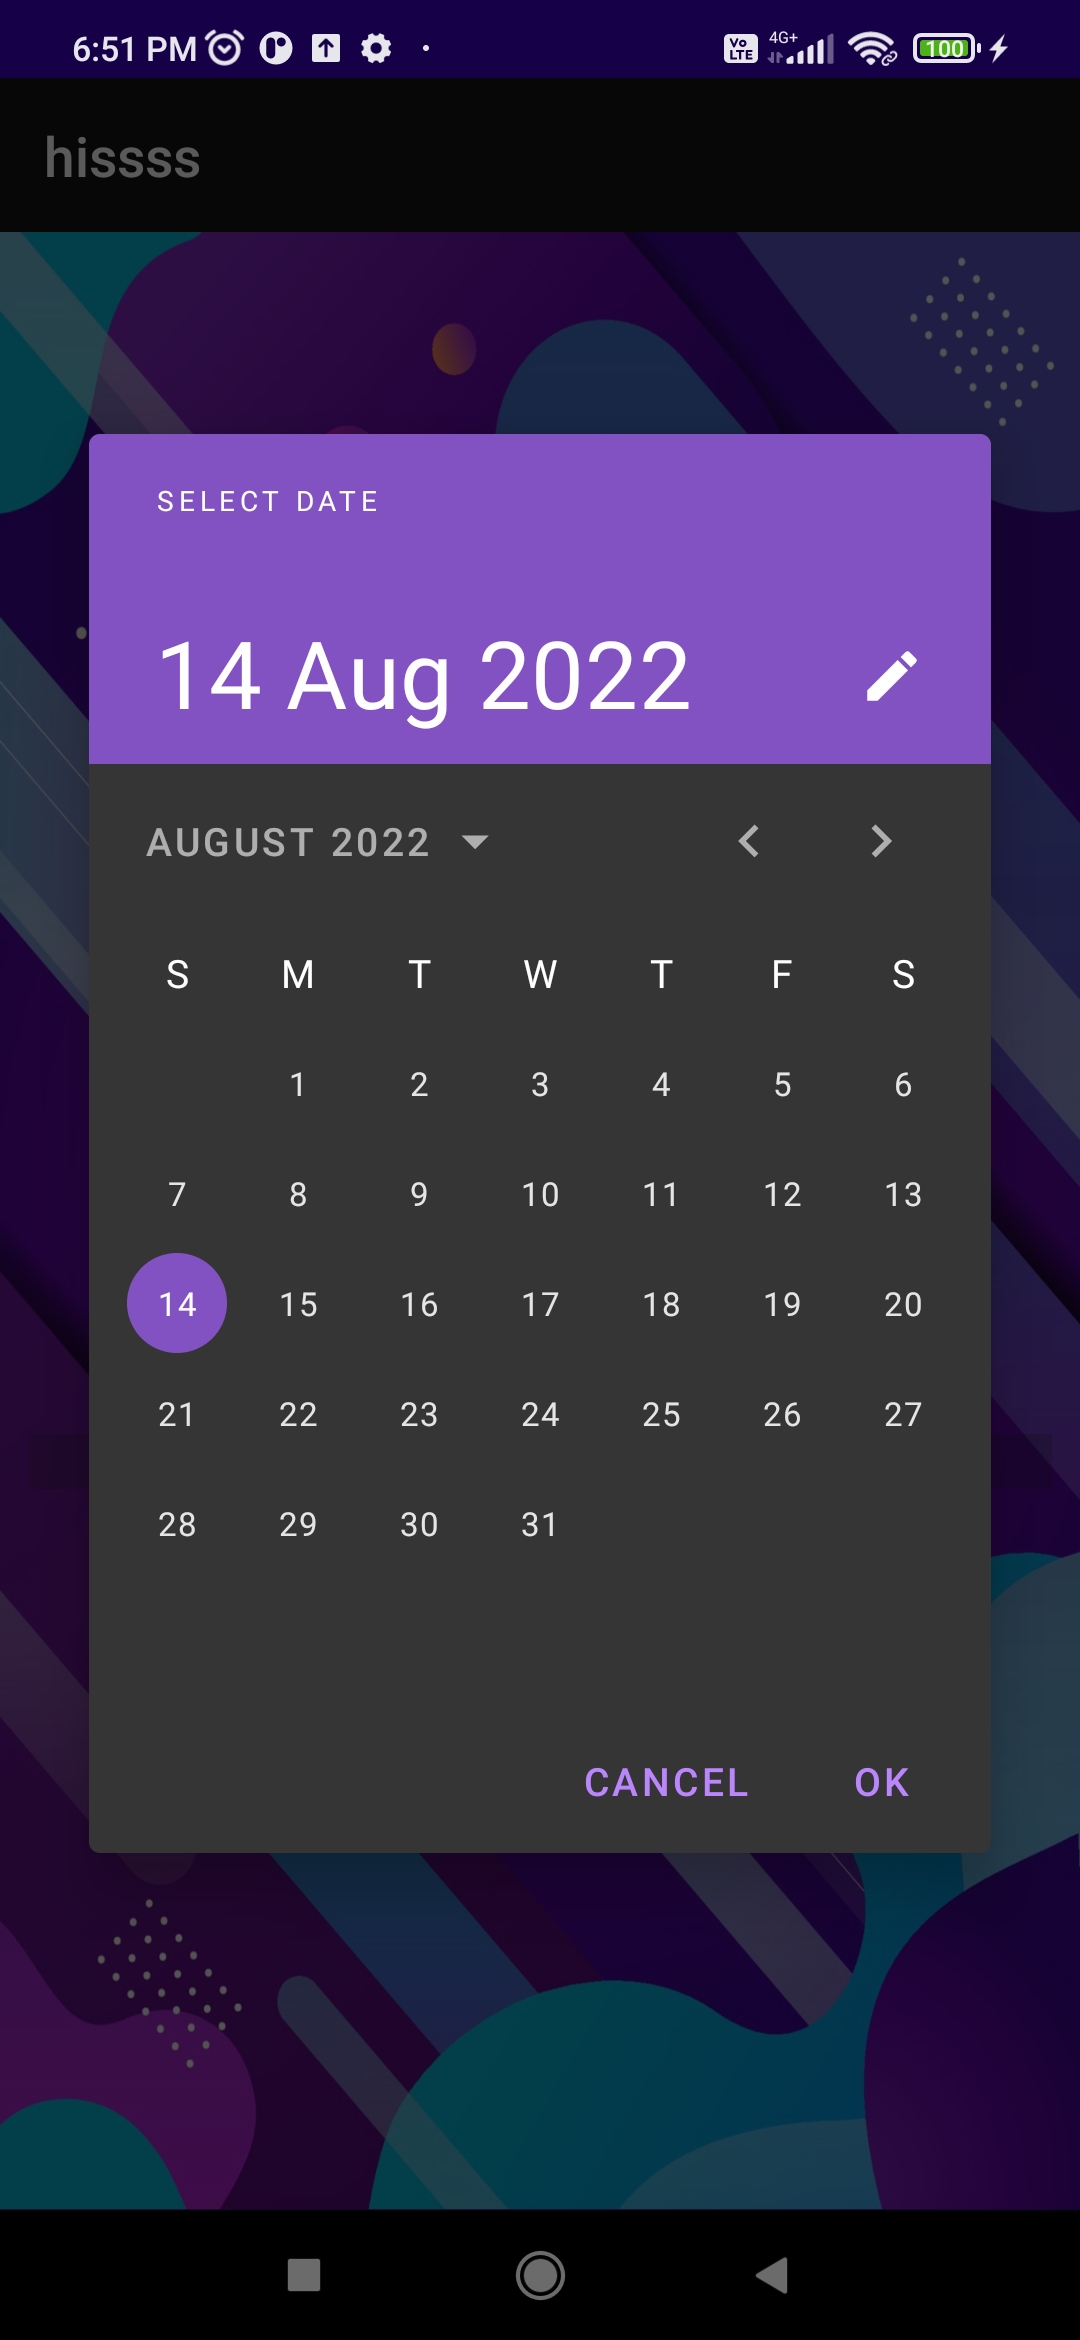 6:51 PM
Vo LTE 4G+ 100
hissss
SELECT DATE
14 Aug 2022
AUGUST 2022
S M T W T F S
1 2 3 4 5 6
7 8 9 10 11 12 13
14 15 16 17 18 19 20
21 22 23 24 25 26 27
28 29 30 31
CANCEL OK